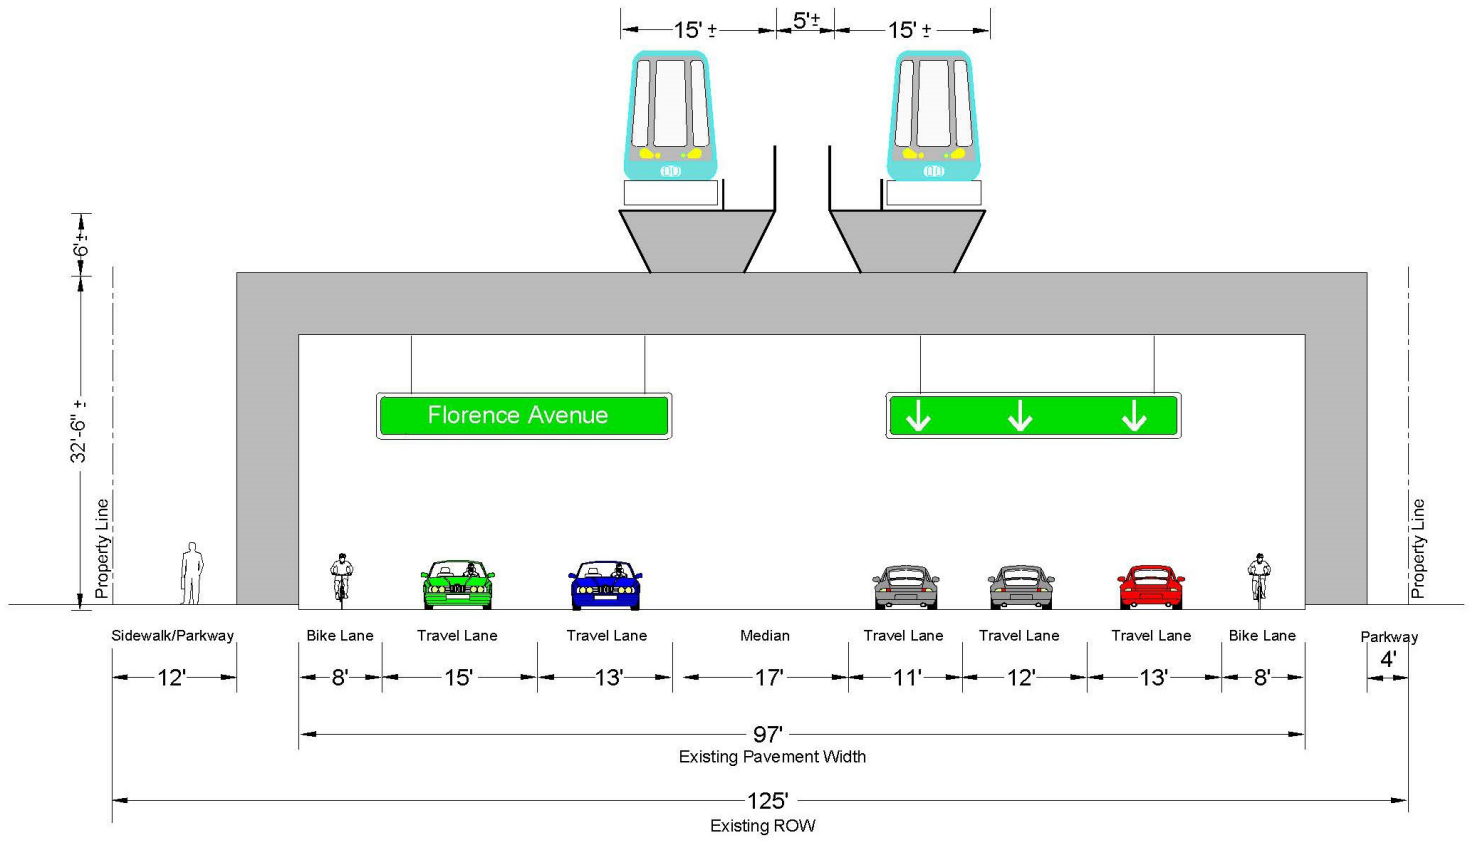 15' ±
5'±
15' ±
6'±
32'-6" ±
Property Line
Property Line
Florence Avenue
Sidewalk/Parkway
Bike Lane
Travel Lane
Travel Lane
Median
Travel Lane
Travel Lane
Travel Lane
Bike Lane
Parkway
12'
8'
15'
13'
17'
11'
12'
13'
8'
4'
97'
Existing Pavement Width
125'
Existing ROW